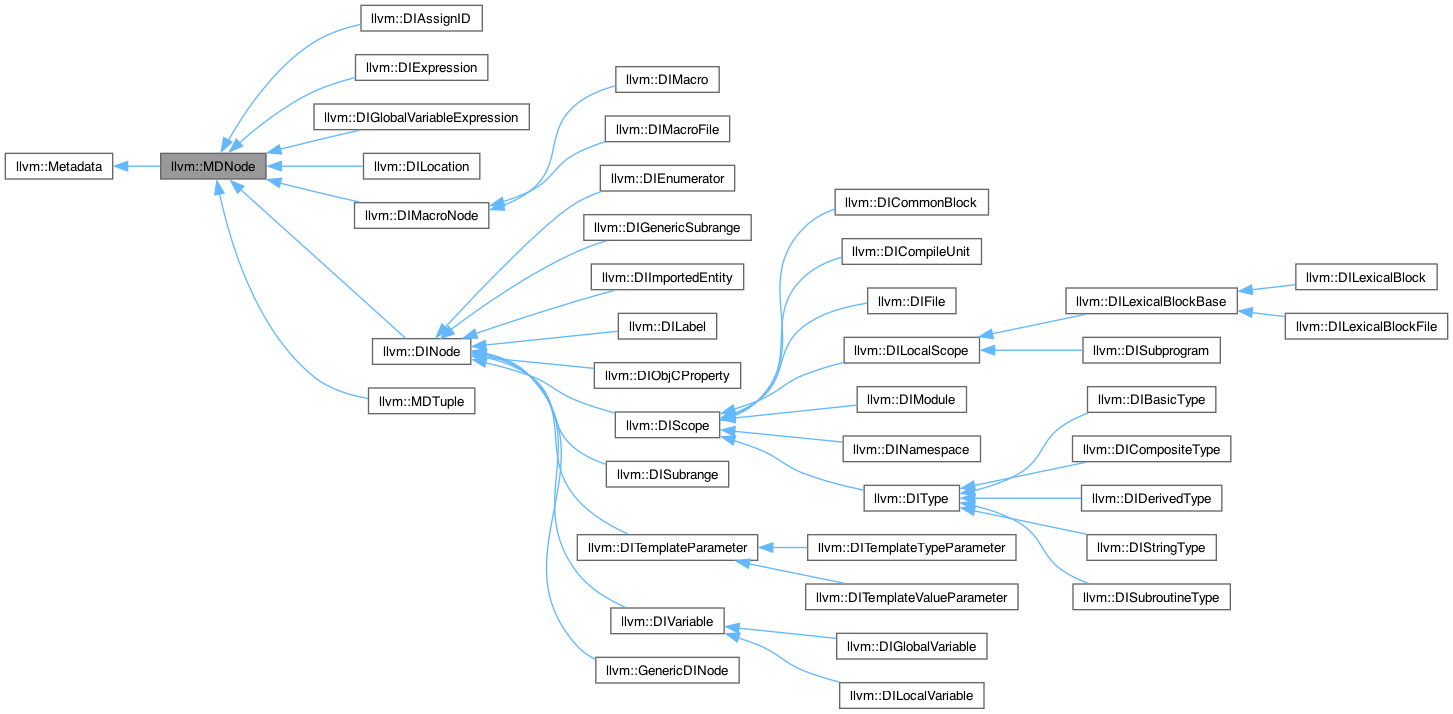 llvm::DIAssignID
llvm::DIExpression
llvm::DIMacro
llvm::DIGlobalVariableExpression
llvm::DIMacroFile
llvm::Metadata
llvm::MDNode
llvm::DILocation
llvm::DIEnumerator
llvm::DICommonBlock
llvm::DIMacroNode
llvm::DIGenericSubrange
llvm::DICompileUnit
llvm::DIImportedEntity
llvm::DILexicalBlock
llvm::DIFile
llvm::DILexicalBlockBase
llvm::DILabel
llvm::DILexicalBlockFile
llvm::DINode
llvm::DILocalScope
llvm::DISubprogram
llvm::DIObjCProperty
llvm::MDTuple
llvm::DIModule
llvm::DIBasicType
llvm::DIScope
llvm::DINamespace
llvm::DICompositeType
llvm::DISubrange
llvm::DIType
llvm::DIDerivedType
llvm::DITemplateParameter
llvm::DITemplateTypeParameter
llvm::DIStringType
llvm::DITemplateValueParameter
llvm::DISubroutineType
llvm::DIVariable
llvm::DIGlobalVariable
llvm::GenericDINode
llvm::DILocalVariable